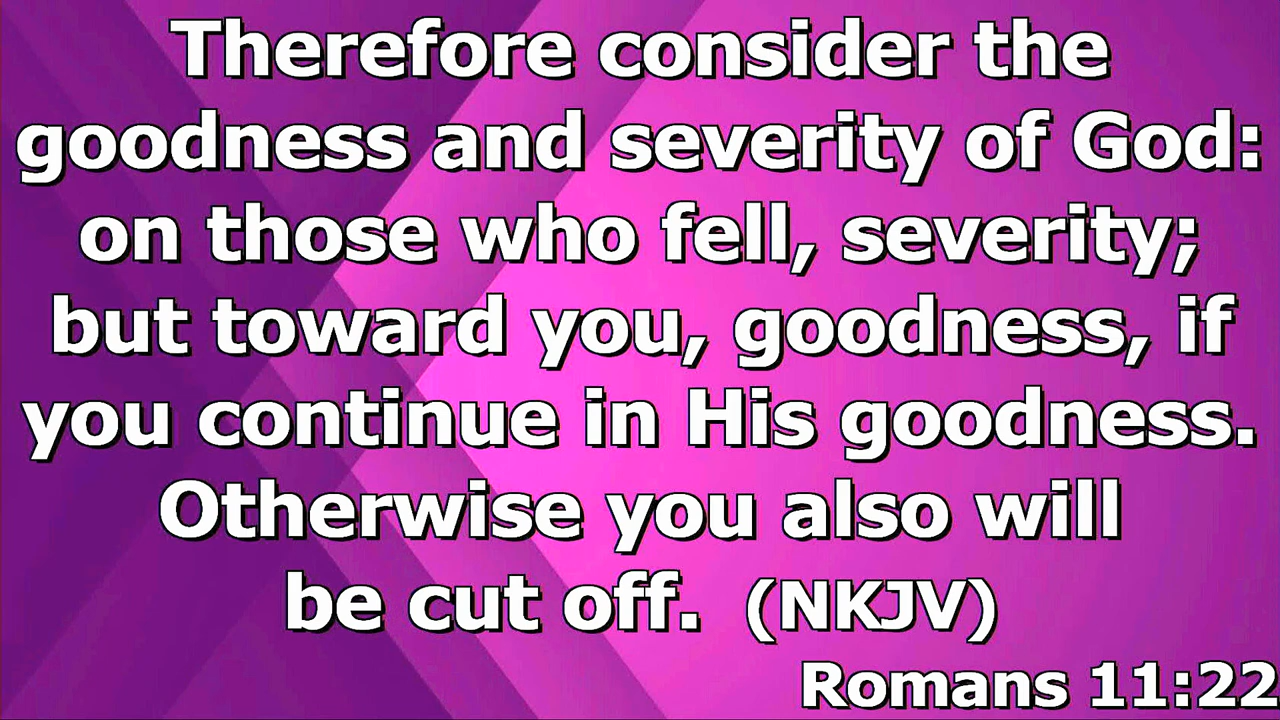 Therefore consider the
goodness and severity of God:
on those who fell, severity;
but toward you, goodness, if
you continue in His goodness.
Otherwise you also will
be cut off. (NKJV)
Romans 11:22